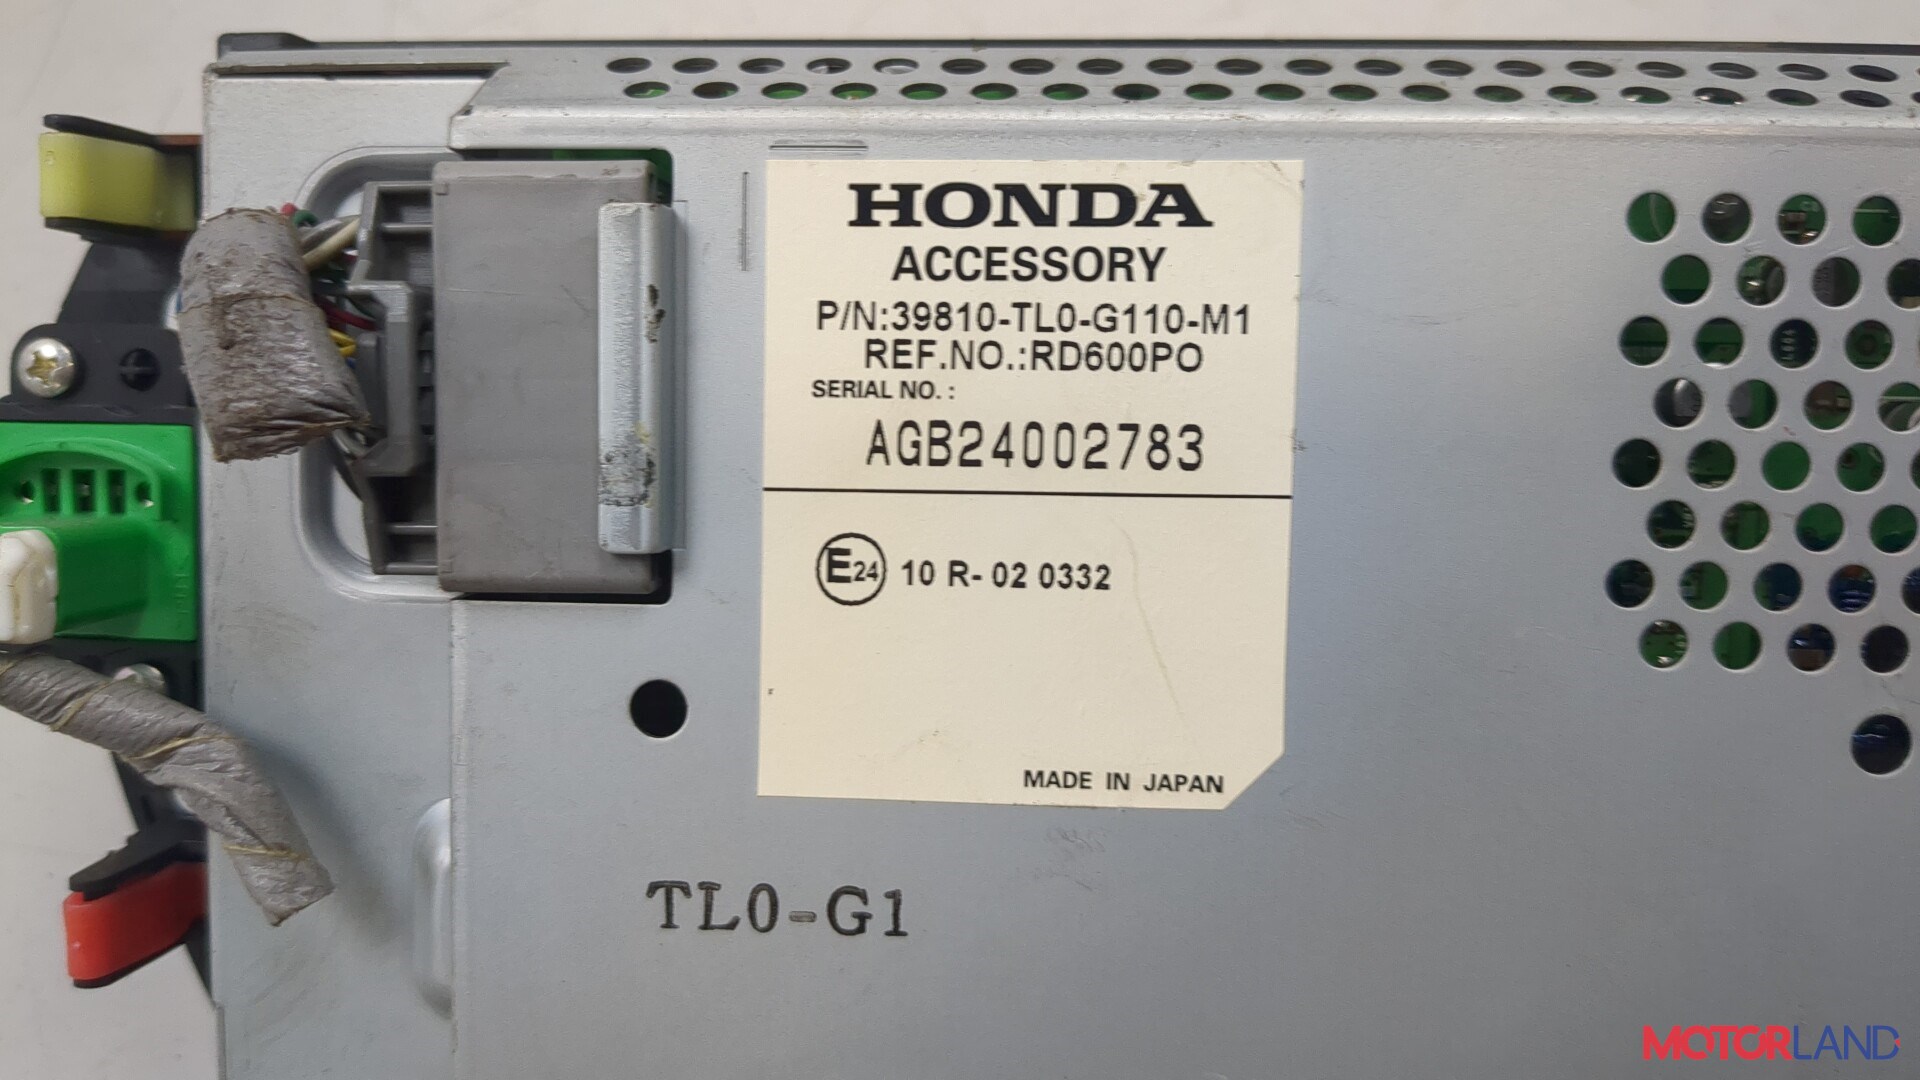 HONDA
ACCESSORY
P/N:39810-TL0-G110-M1
REF.NO.:RD600PO
SERIAL NO. :
AGB24002783
E24 10 R- 02 0332
MADE IN JAPAN
TL0-G1
MOTORLAND